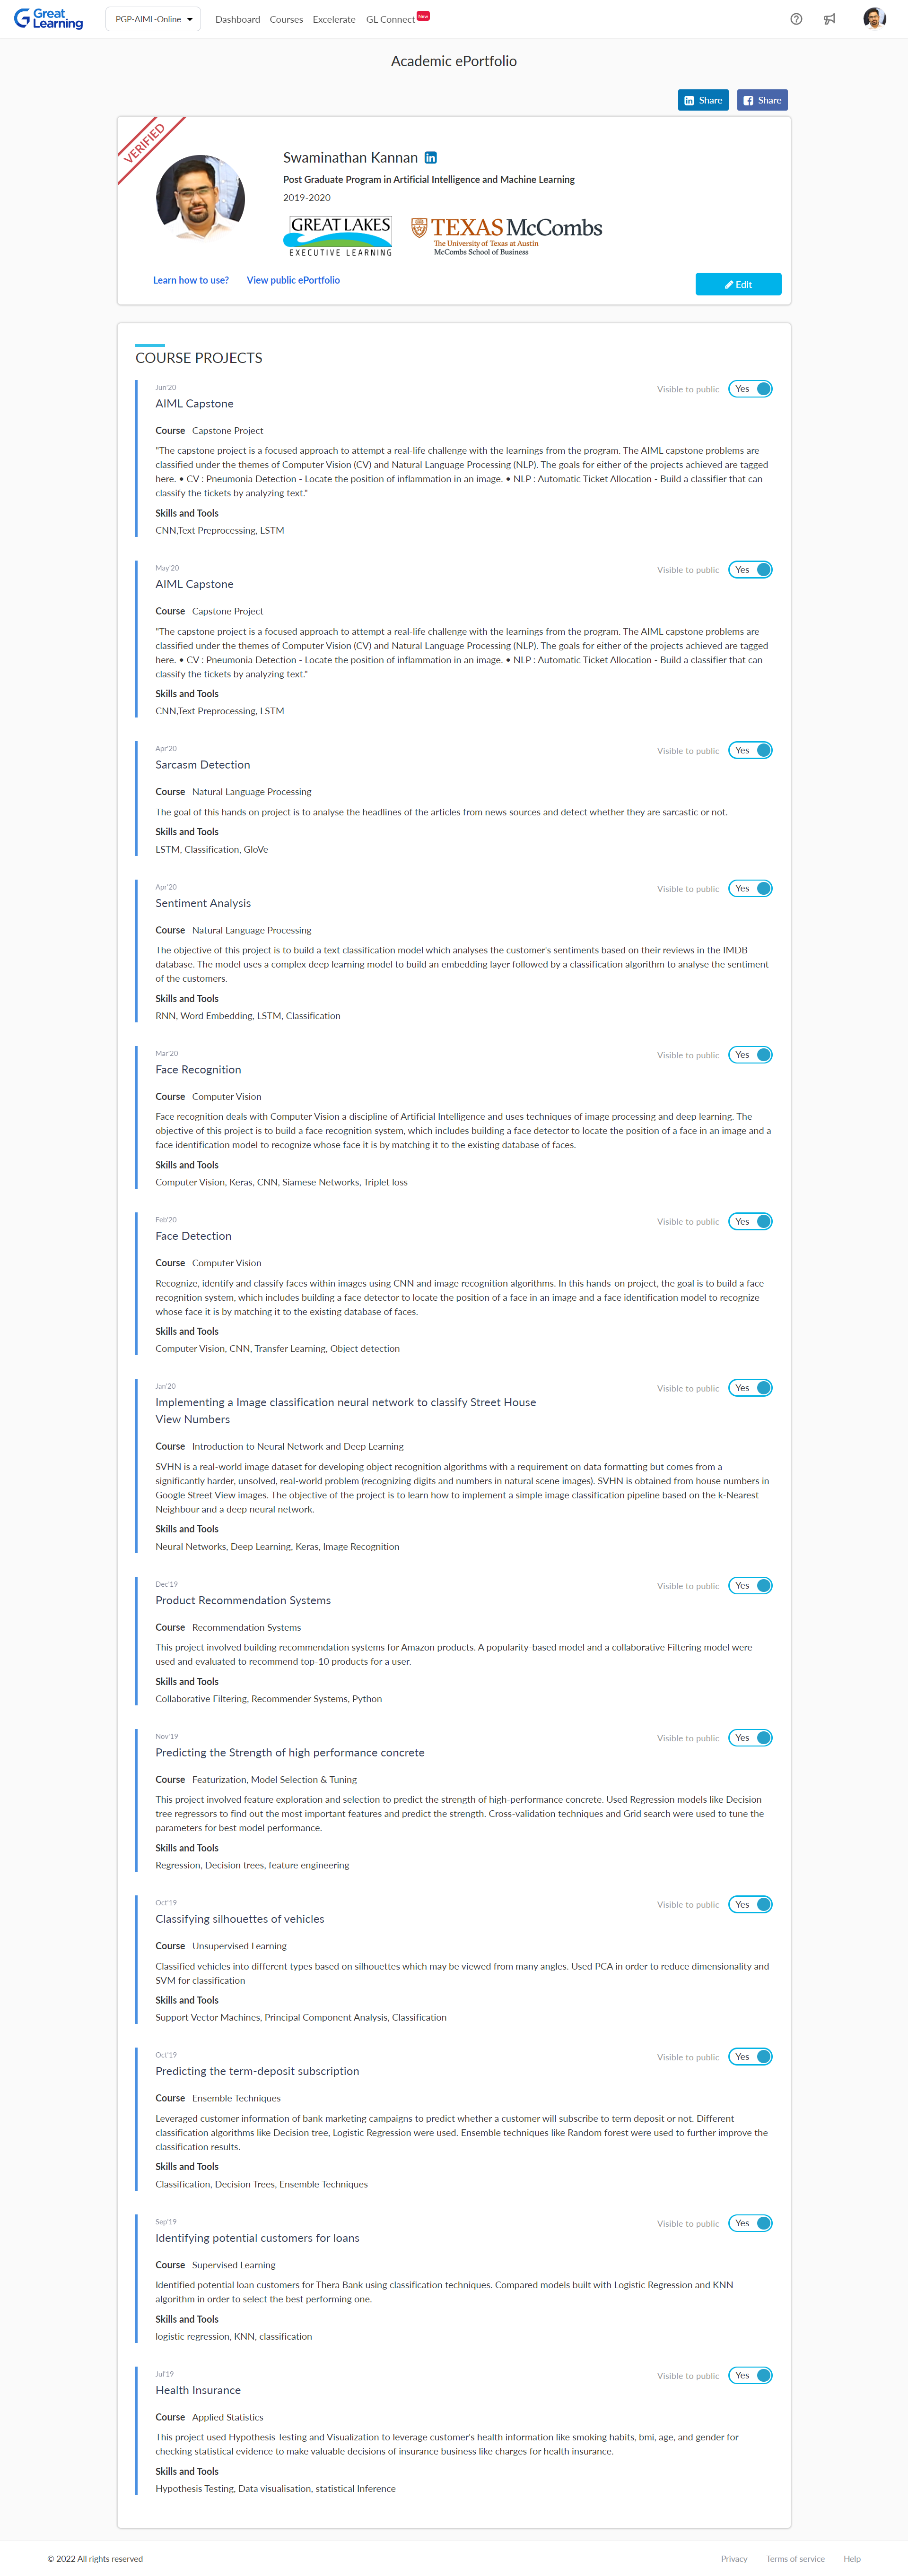 Great Learning
PGP-AIML-Online
Dashboard Courses Excelerate GL Connect New
Academic ePortfolio
Share Share
VERIFIED
Swaminathan Kannan
Post Graduate Program in Artificial Intelligence and Machine Learning
2019-2020
GREAT LAKES
EXECUTIVE LEARNING
TEXAS McCombs
The University of Texas at Austin
McCombs School of Business
Learn how to use? View public ePortfolio
Edit
COURSE PROJECTS
Jun'20
Visible to public Yes
AIML Capstone
Course Capstone Project
"The capstone project is a focused approach to attempt a real-life challenge with the learnings from the program. The AIML capstone problems are
classified under the themes of Computer Vision (CV) and Natural Language Processing (NLP). The goals for either of the projects achieved are tagged
here. • CV : Pneumonia Detection - Locate the position of inflammation in an image. • NLP : Automatic Ticket Allocation - Build a classifier that can
classify the tickets by analyzing text."
Skills and Tools
CNN,Text Preprocessing, LSTM
May'20
Visible to public Yes
AIML Capstone
Course Capstone Project
"The capstone project is a focused approach to attempt a real-life challenge with the learnings from the program. The AIML capstone problems are
classified under the themes of Computer Vision (CV) and Natural Language Processing (NLP). The goals for either of the projects achieved are tagged
here. • CV : Pneumonia Detection - Locate the position of inflammation in an image. • NLP : Automatic Ticket Allocation - Build a classifier that can
classify the tickets by analyzing text."
Skills and Tools
CNN,Text Preprocessing, LSTM
Apr'20
Visible to public Yes
Sarcasm Detection
Course Natural Language Processing
The goal of this hands on project is to analyse the headlines of the articles from news sources and detect whether they are sarcastic or not.
Skills and Tools
LSTM, Classification, GloVe
Apr'20
Visible to public Yes
Sentiment Analysis
Course Natural Language Processing
The objective of this project is to build a text classification model which analyses the customer's sentiments based on their reviews in the IMDB
database. The model uses a complex deep learning model to build an embedding layer followed by a classification algorithm to analyse the sentiment
of the customers.
Skills and Tools
RNN, Word Embedding, LSTM, Classification
Mar'20
Visible to public Yes
Face Recognition
Course Computer Vision
Face recognition deals with Computer Vision a discipline of Artificial Intelligence and uses techniques of image processing and deep learning. The
objective of this project is to build a face recognition system, which includes building a face detector to locate the position of a face in an image and a
face identification model to recognize whose face it is by matching it to the existing database of faces.
Skills and Tools
Computer Vision, Keras, CNN, Siamese Networks, Triplet loss
Feb'20
Visible to public Yes
Face Detection
Course Computer Vision
Recognize, identify and classify faces within images using CNN and image recognition algorithms. In this hands-on project, the goal is to build a face
recognition system, which includes building a face detector to locate the position of a face in an image and a face identification model to recognize
whose face it is by matching it to the existing database of faces.
Skills and Tools
Computer Vision, CNN, Transfer Learning, Object detection
Jan'20
Visible to public Yes
Implementing a Image classification neural network to classify Street House
View Numbers
Course Introduction to Neural Network and Deep Learning
SVHN is a real-world image dataset for developing object recognition algorithms with a requirement on data formatting but comes from a
significantly harder, unsolved, real-world problem (recognizing digits and numbers in natural scene images). SVHN is obtained from house numbers in
Google Street View images. The objective of the project is to learn how to implement a simple image classification pipeline based on the k-Nearest
Neighbour and a deep neural network.
Skills and Tools
Neural Networks, Deep Learning, Keras, Image Recognition
Dec'19
Visible to public Yes
Product Recommendation Systems
Course Recommendation Systems
This project involved building recommendation systems for Amazon products. A popularity-based model and a collaborative Filtering model were
used and evaluated to recommend top-10 products for a user.
Skills and Tools
Collaborative Filtering, Recommender Systems, Python
Nov'19
Visible to public Yes
Predicting the Strength of high performance concrete
Course Featurization, Model Selection & Tuning
This project involved feature exploration and selection to predict the strength of high-performance concrete. Used Regression models like Decision
tree regressors to find out the most important features and predict the strength. Cross-validation techniques and Grid search were used to tune the
parameters for best model performance.
Skills and Tools
Regression, Decision trees, feature engineering
Oct'19
Visible to public Yes
Classifying silhouettes of vehicles
Course Unsupervised Learning
Classified vehicles into different types based on silhouettes which may be viewed from many angles. Used PCA in order to reduce dimensionality and
SVM for classification
Skills and Tools
Support Vector Machines, Principal Component Analysis, Classification
Oct'19
Visible to public Yes
Predicting the term-deposit subscription
Course Ensemble Techniques
Leveraged customer information of bank marketing campaigns to predict whether a customer will subscribe to term deposit or not. Different
classification algorithms like Decision tree, Logistic Regression were used. Ensemble techniques like Random forest were used to further improve the
classification results.
Skills and Tools
Classification, Decision Trees, Ensemble Techniques
Sep'19
Visible to public Yes
Identifying potential customers for loans
Course Supervised Learning
Identified potential loan customers for Thera Bank using classification techniques. Compared models built with Logistic Regression and KNN
algorithm in order to select the best performing one.
Skills and Tools
logistic regression, KNN, classification
Jul'19
Visible to public Yes
Health Insurance
Course Applied Statistics
This project used Hypothesis Testing and Visualization to leverage customer's health information like smoking habits, bmi, age, and gender for
checking statistical evidence to make valuable decisions of insurance business like charges for health insurance.
Skills and Tools
Hypothesis Testing, Data visualisation, statistical Inference
© 2022 All rights reserved
Privacy Terms of service Help